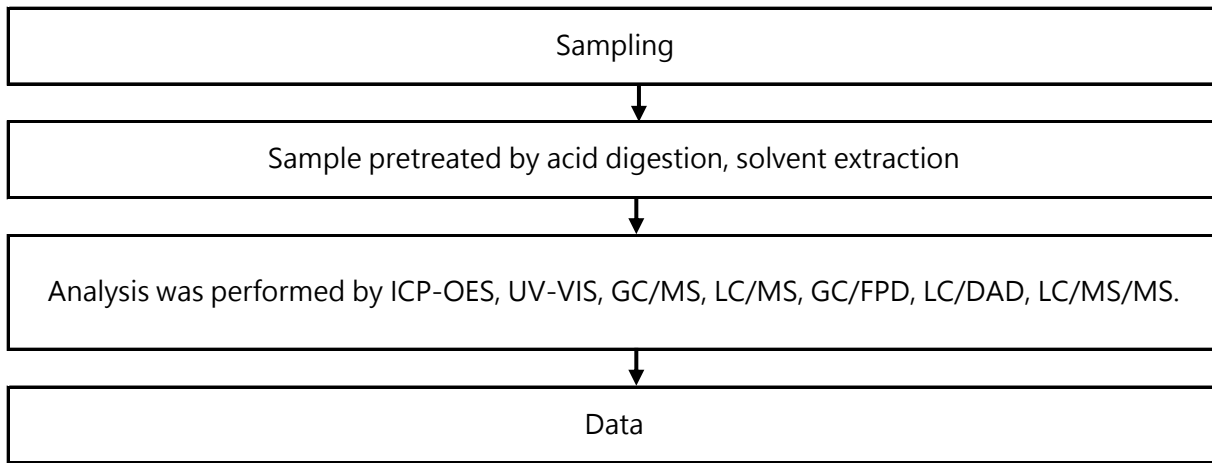 Sampling
Sample pretreated by acid digestion, solvent extraction
Analysis was performed by ICP-OES, UV-VIS, GC/MS, LC/MS, GC/FPD, LC/DAD, LC/MS/MS.
Data